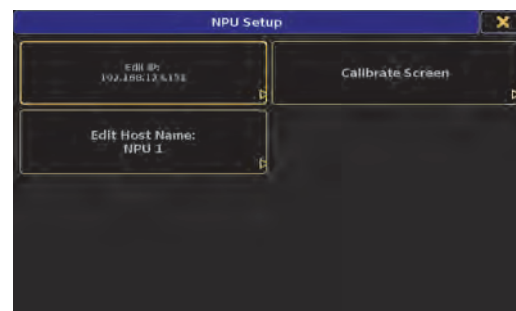 NPU Setup
Edit IP:
Calibrate Screen
Edit Host Name:
NPU 1